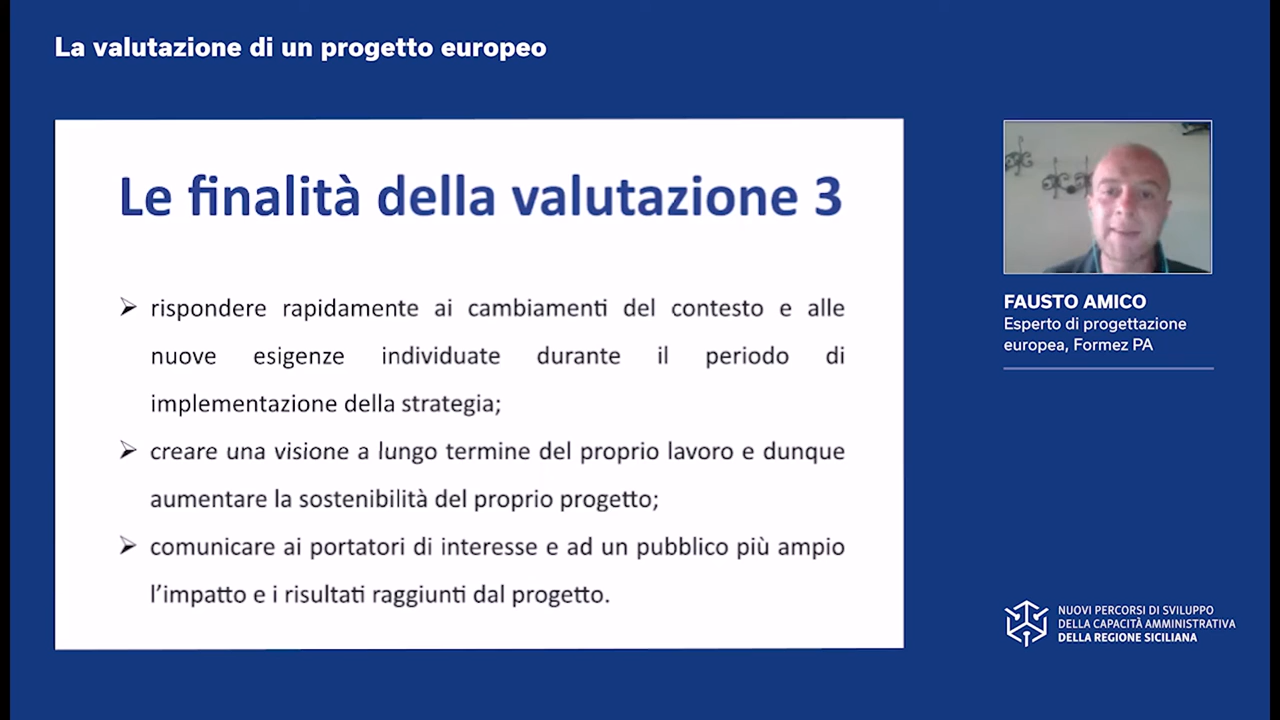 La valutazione di un progetto europeo
Le finalità della valutazione 3
rispondere rapidamente ai cambiamenti del contesto e alle
nuove esigenze individuate durante il periodo di
implementazione della strategia;
creare una visione a lungo termine del proprio lavoro e dunque
aumentare la sostenibilità del proprio progetto;
comunicare ai portatori di interesse e ad un pubblico più ampio
l’impatto e i risultati raggiunti dal progetto.
FAUSTO AMICO
Esperto di progettazione
europea, Formez PA
NUOVI PERCORSI DI SVILUPPO
DELLA CAPACITÀ AMMINISTRATIVA
DELLA REGIONE SICILIANA